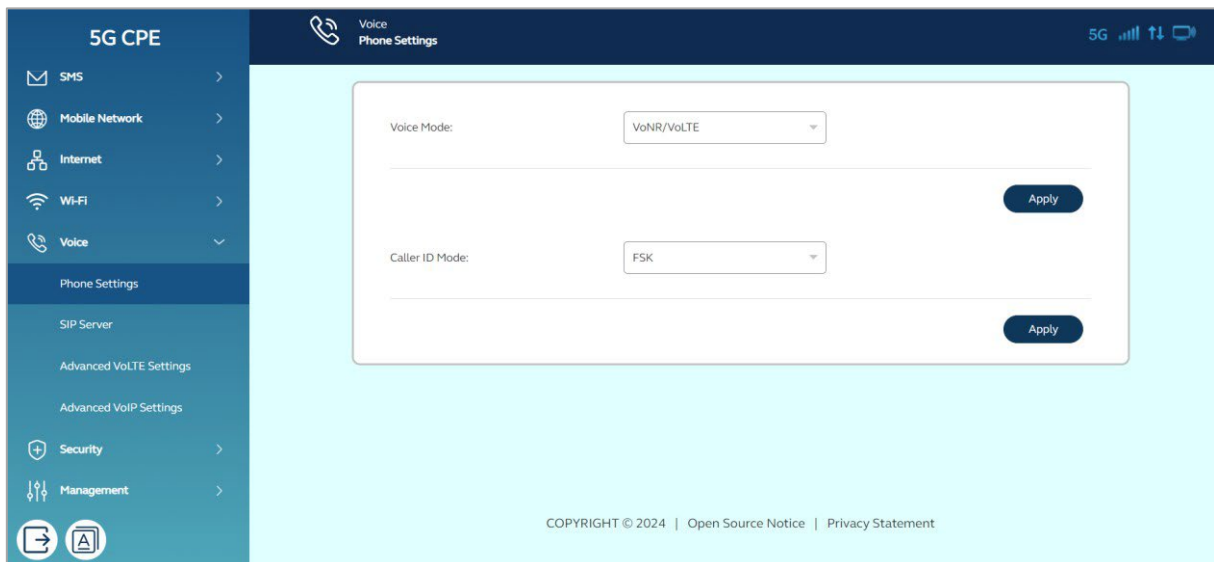 5G CPE
SMS
Mobile Network
Internet
Wi-Fi
Voice
Phone Settings
SIP Server
Advanced VoLTE Settings
Advanced VoIP Settings
Security
Management
A
Voice
Phone Settings
5G
Voice Mode:
VoNR/VoLTE
Apply
Caller ID Mode:
FSK
Apply
COPYRIGHT © 2024 | Open Source Notice | Privacy Statement